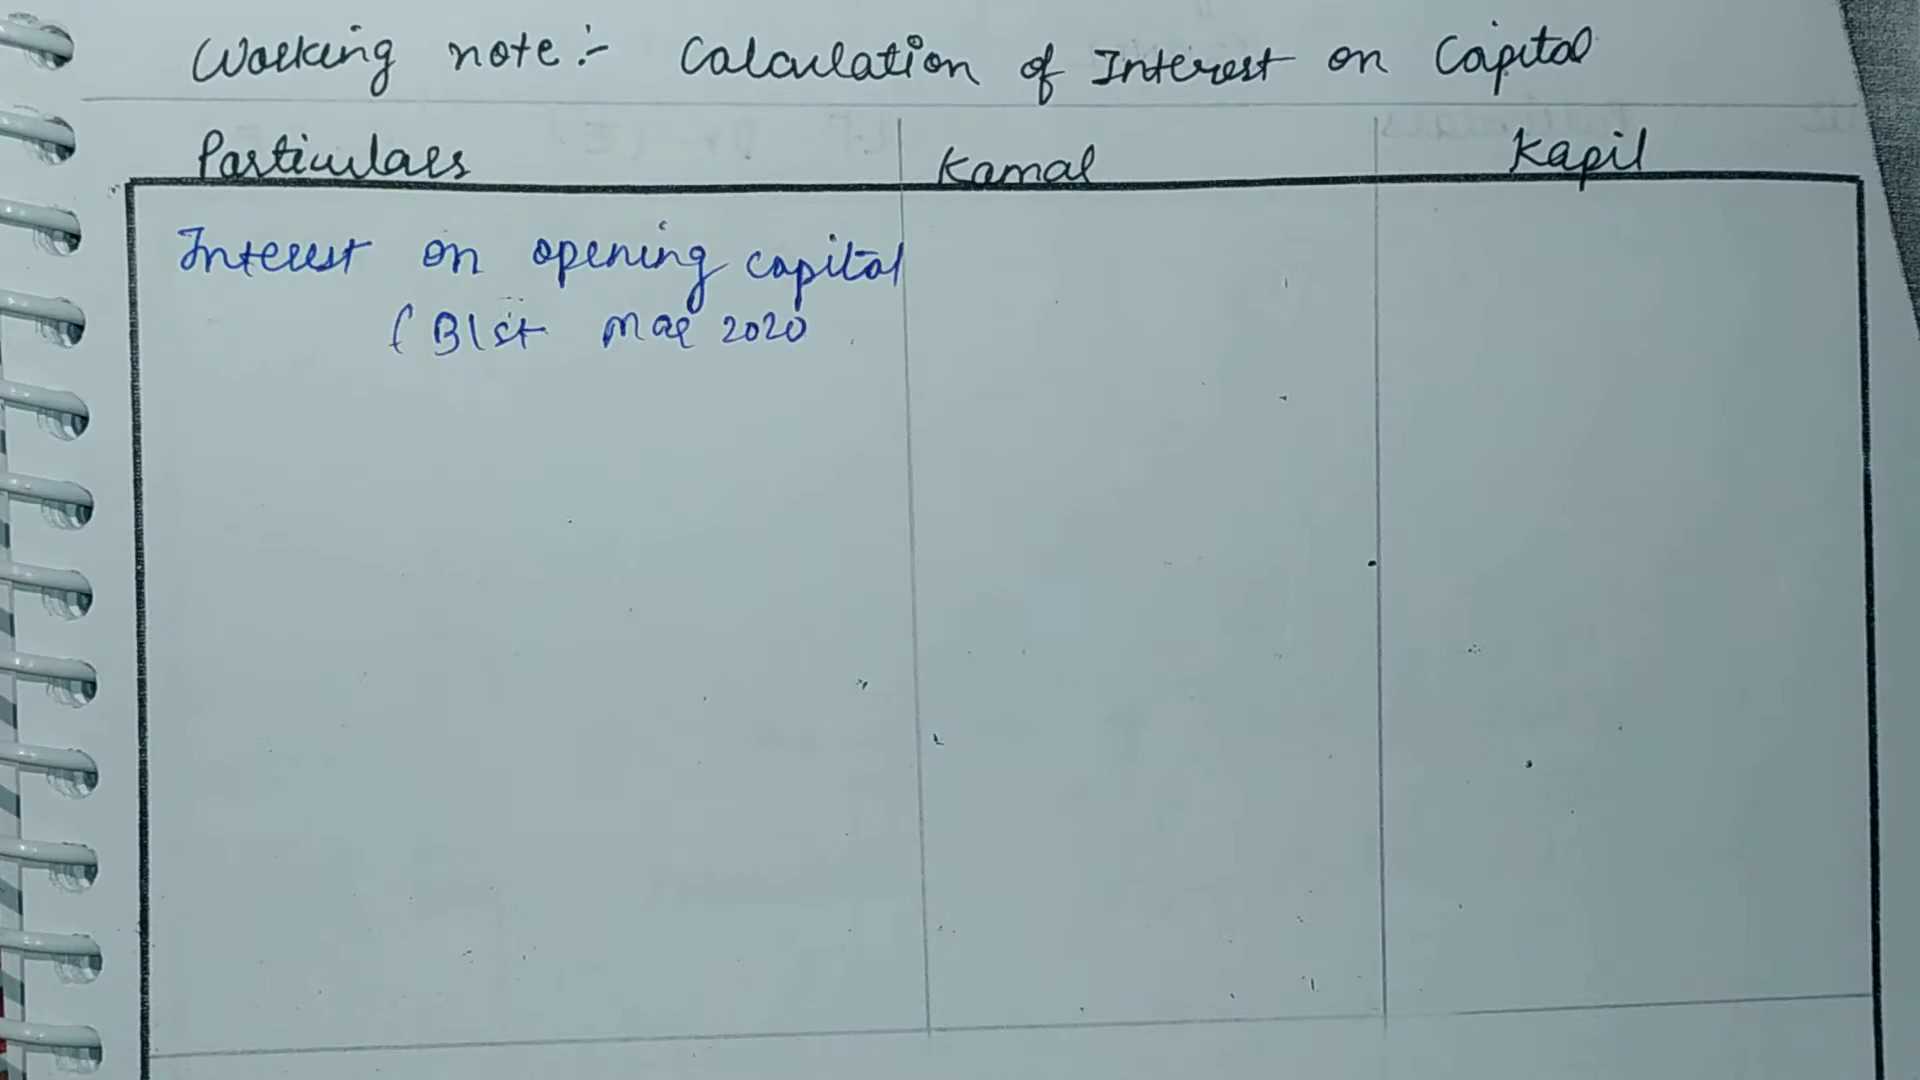 Working note:- Calculation of Interest on Capital
Particulars Kamal Kapil
Interest on opening capital
(31st Mar 2020